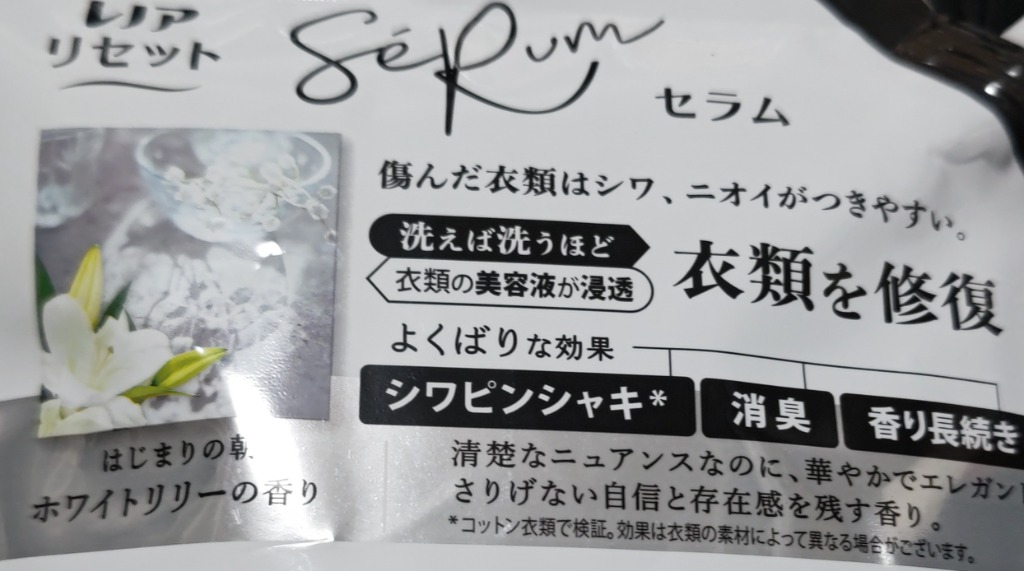 レノア
リセット
SéRum
セラム
傷んだ衣類はシワ、ニオイがつきやすい。
洗えば洗うほど
衣類の美容液が浸透
衣類を修復
よくばりな効果
シワピンシャキ*
消臭
香り長続き
はじまりの朝
ホワイトリリーの香り
清楚なニュアンスなのに、華やかでエレガント
さりげない自信と存在感を残す香り。
*コットン衣類で検証。効果は衣類の素材によって異なる場合がございます。